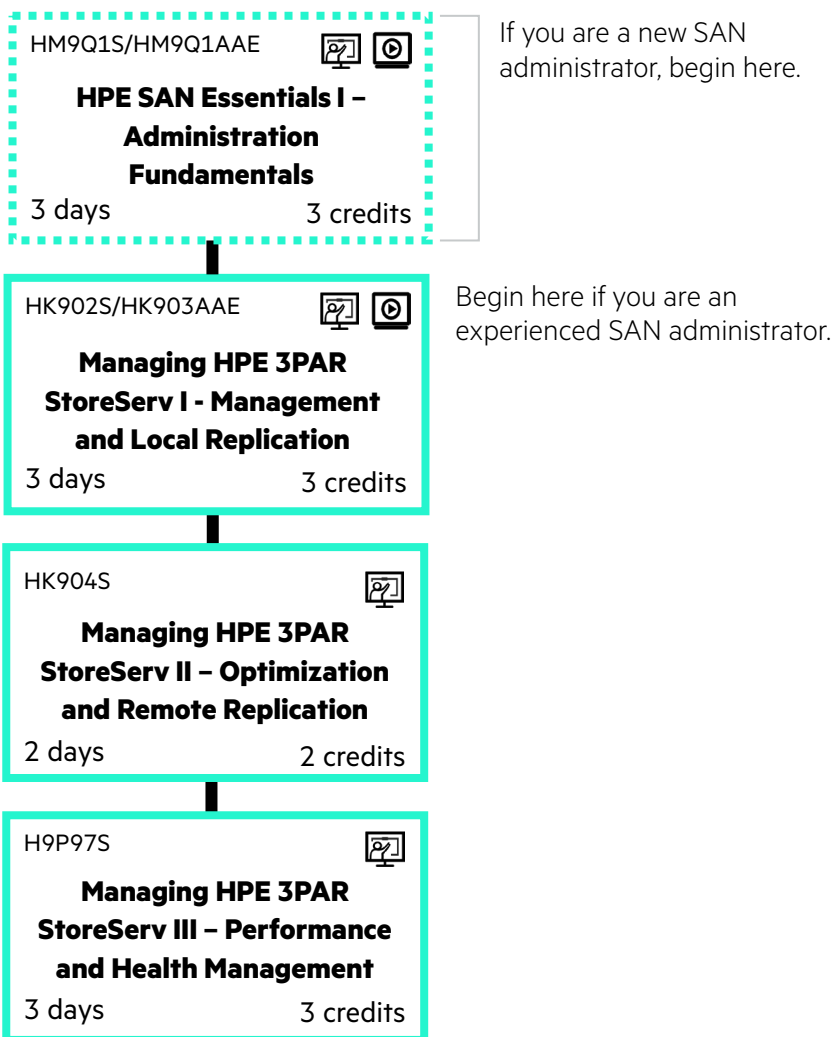 HM9Q1S/HM9Q1AAE
HPE SAN Essentials I –
Administration
Fundamentals
3 days 3 credits
If you are a new SAN
administrator, begin here.
HK902S/HK903AAE
Managing HPE 3PAR
StoreServ I - Management
and Local Replication
3 days 3 credits
Begin here if you are an
experienced SAN administrator.
HK904S
Managing HPE 3PAR
StoreServ II – Optimization
and Remote Replication
2 days 2 credits
H9P97S
Managing HPE 3PAR
StoreServ III – Performance
and Health Management
3 days 3 credits